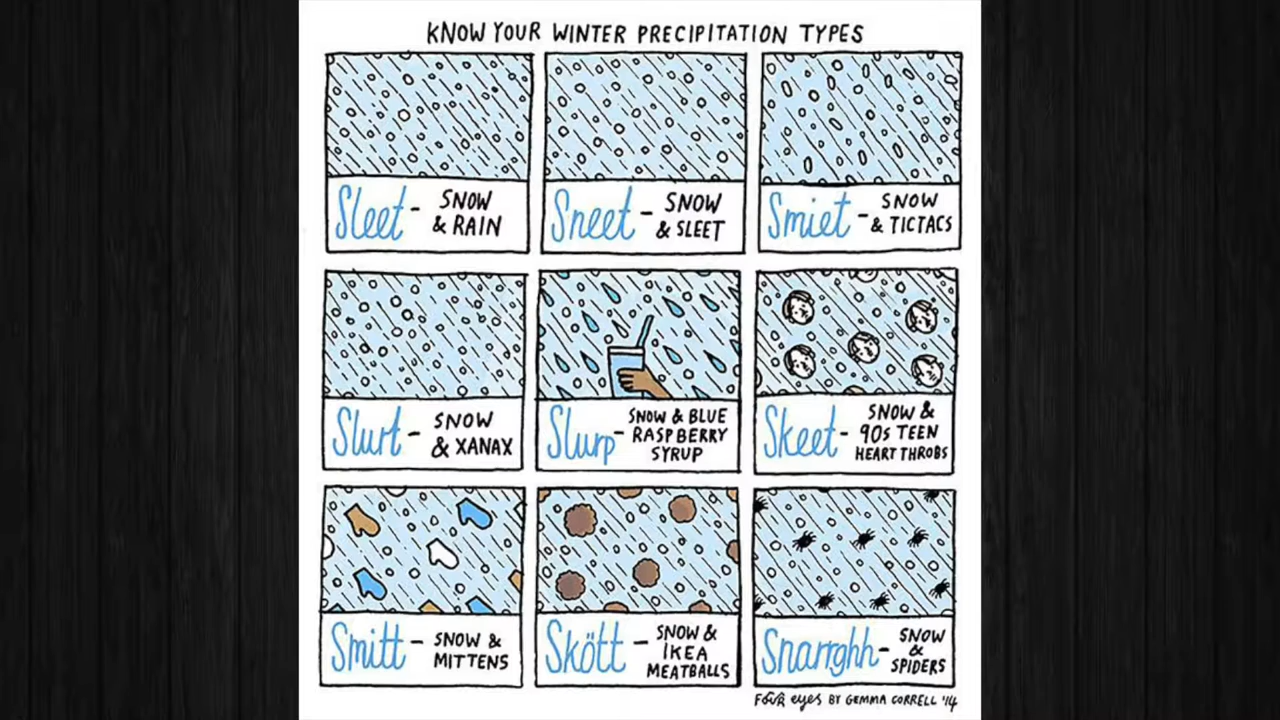 KNOW YOUR WINTER PRECIPITATION TYPES
Sleet - SNOW
& RAIN
Sneet - SNOW
& SLEET
Smiet - SNOW
& TICTACS
Slurt - SNOW
& XANAX
Slurp - SNOW & BLUE
RASPBERRY
SYRUP
Skeet - SNOW &
90S TEEN
HEART THROBS
Smitt - SNOW &
MITTENS
Skött - SNOW &
IKEA
MEATBALLS
Snarrghh - SNOW
&
SPIDERS
FOUR eyes BY GEMMA CORRELL '14